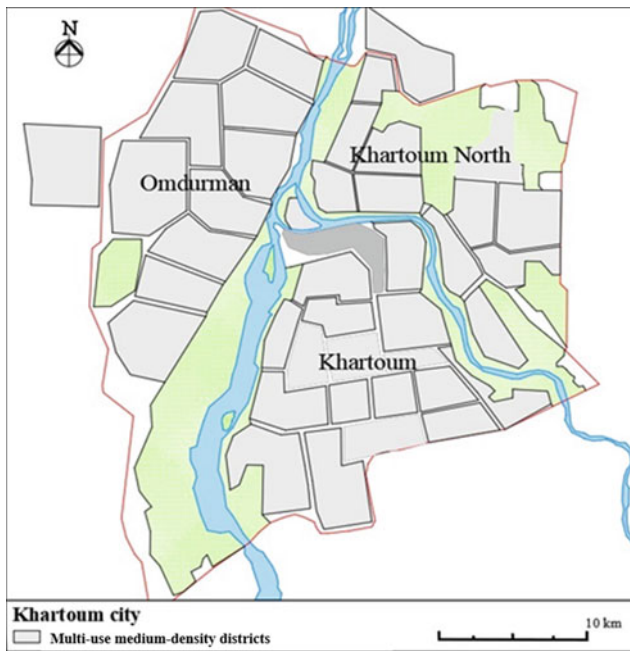 N
Khartoum North
Omdurman
Khartoum
Khartoum city
Multi-use medium-density districts
10 km